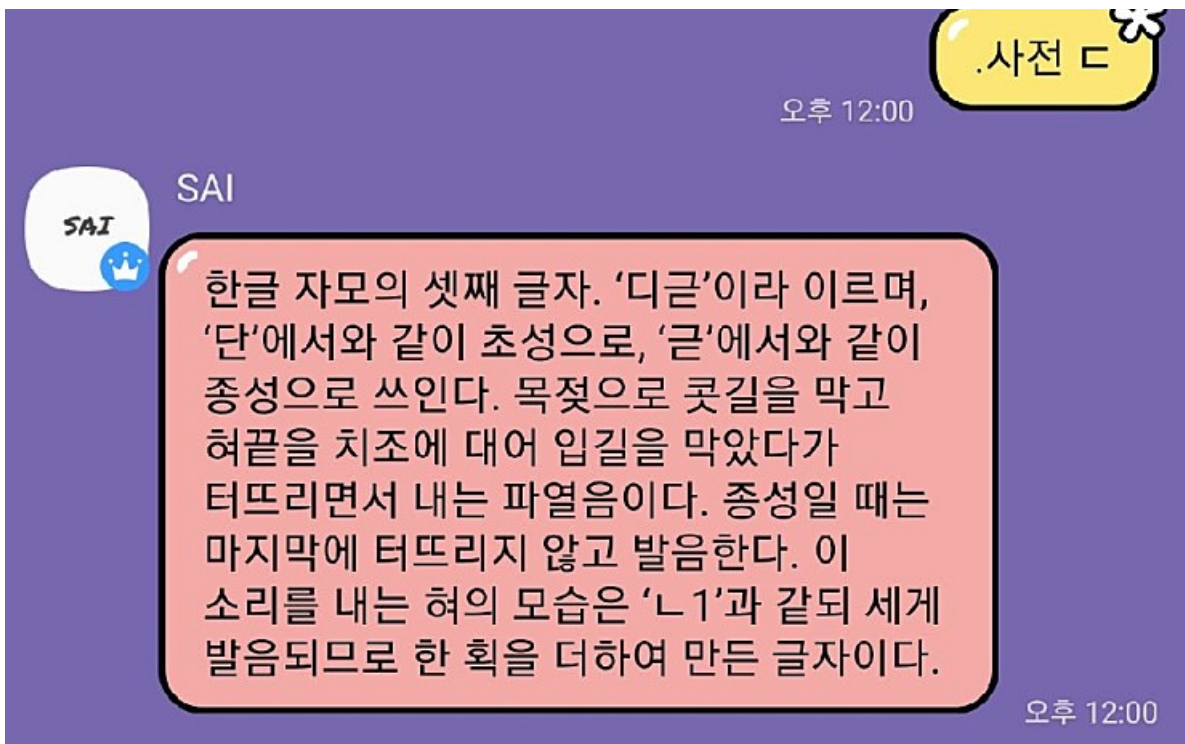 .사전 ㄷ
오후 12:00
SAI
SAI
한글 자모의 셋째 글자. ‘디귿’이라 이르며,
‘단’에서와 같이 초성으로, ‘귿’에서와 같이
종성으로 쓰인다. 목젖으로 콧길을 막고
혀끝을 치조에 대어 입길을 막았다가
터뜨리면서 내는 파열음이다. 종성일 때는
마지막에 터뜨리지 않고 발음한다. 이
소리를 내는 혀의 모습은 ‘ㄴ1’과 같되 세게
발음되므로 한 획을 더하여 만든 글자이다.
오후 12:00